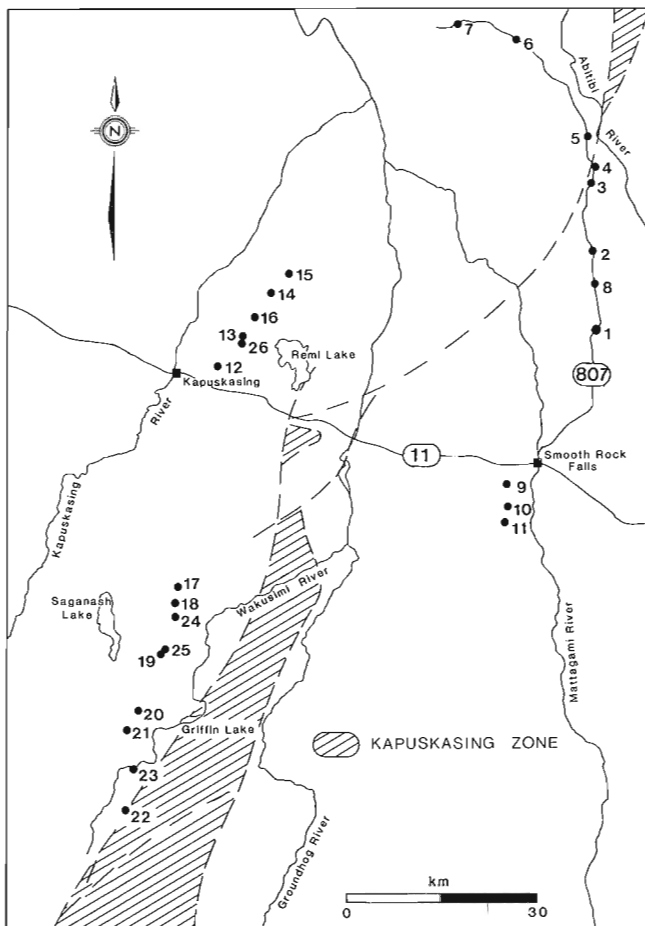 7
6
Abitibi
River
5
4
3
N
2
15
8
14
16
13
1
26
Remi Lake
12
807
Kapuskasing
River
11
Smooth Rock
Falls
9
10
11
Kapuskasing
17
Saganash
Lake
18
Wakusimi River
24
25
19
Mattagami River
20
21
Griffin Lake
KAPUSKASING ZONE
23
22
Groundhog River
km
0
30